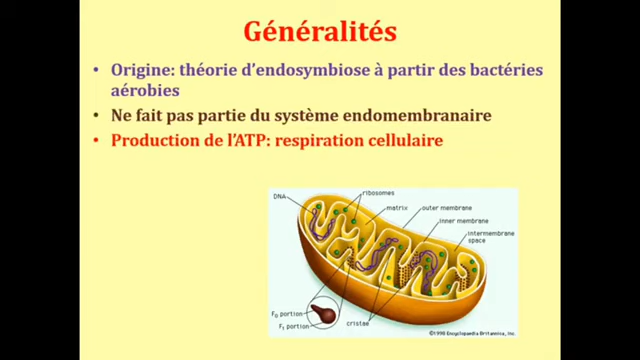 Généralités
• Origine: théorie d'endosymbiose à partir des bactéries
aérobies
• Ne fait pas partie du système endomembranaire
• Production de l'ATP: respiration cellulaire
DNA
ribosomes
matrix
outer membrane
inner membrane
intermembrane
space
F₀ portion
F₁ portion
cristae
©1998 Encyclopaedia Britannica, Inc.